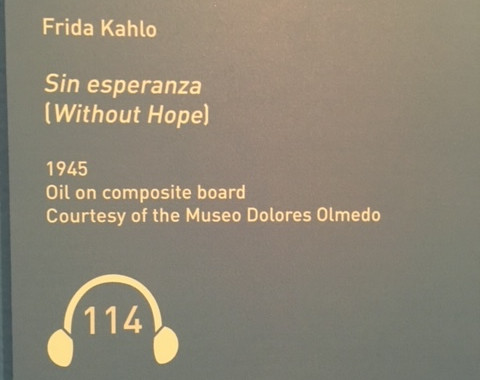 Frida Kahlo
Sin esperanza
(Without Hope)
1945
Oil on composite board
Courtesy of the Museo Dolores Olmedo
114